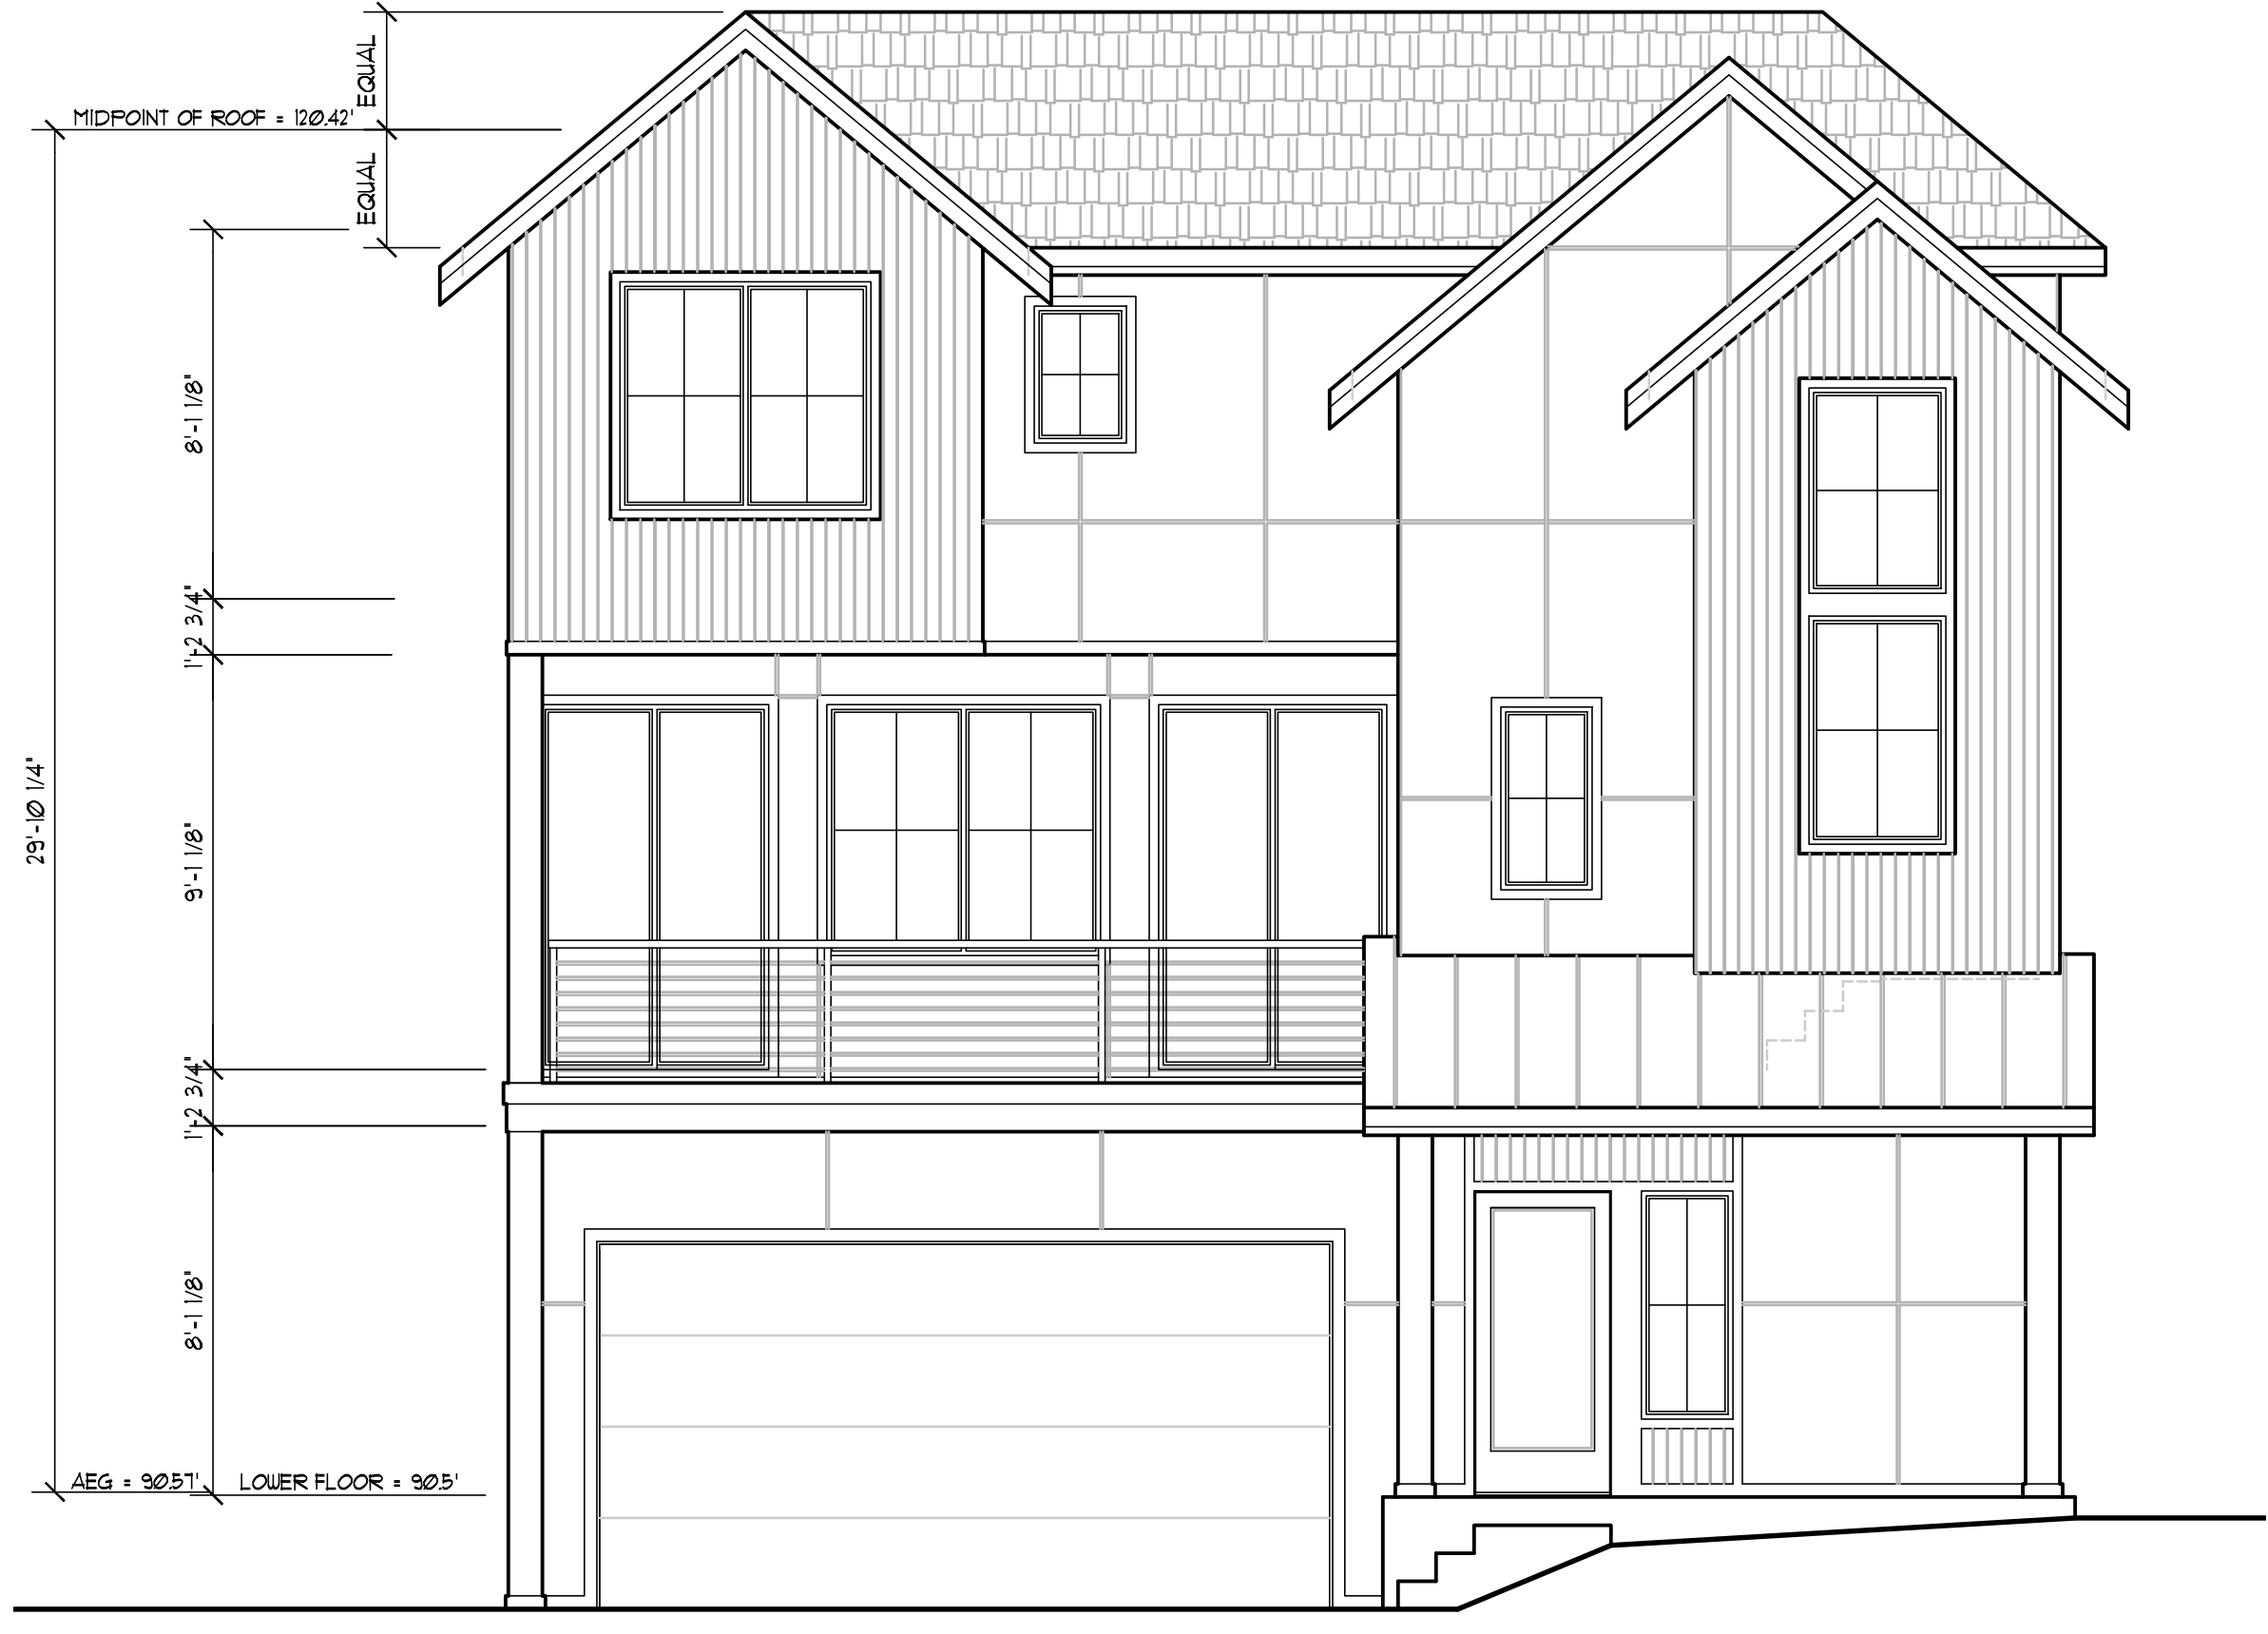 EQUAL
MIDPOINT OF ROOF = 120.42'
EQUAL
8'-1 1/8"
1'-2 3/4"
29'-10 1/4"
9'-1 1/8"
1'-2 3/4"
8'-1 1/8"
AEG = 90.57'
LOWER FLOOR = 90.5'